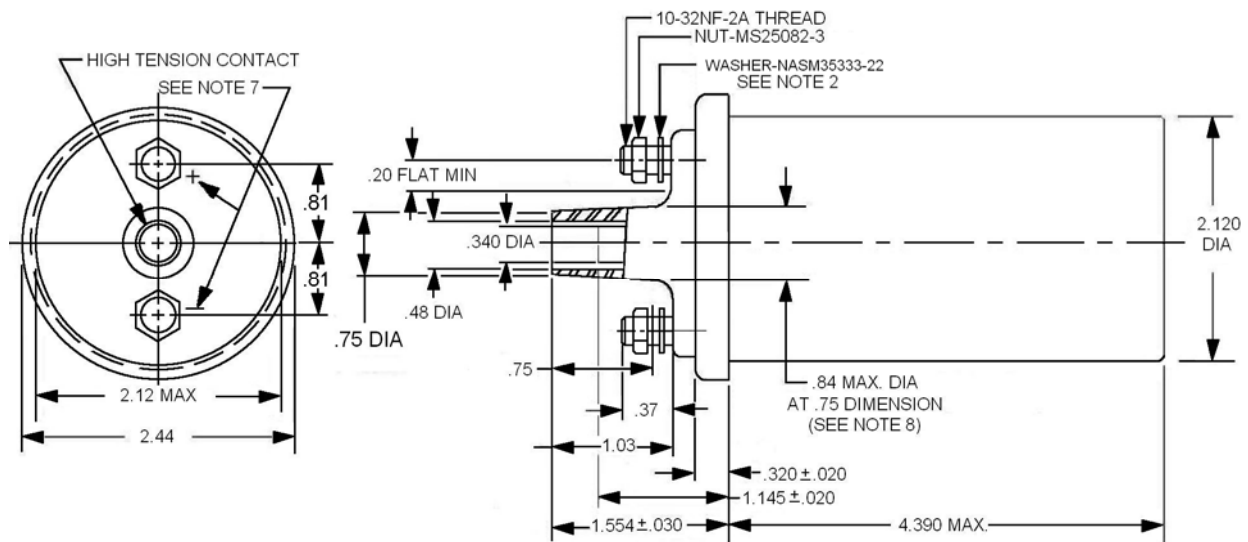 10-32NF-2A THREAD
NUT-MS25082-3
HIGH TENSION CONTACT
WASHER-NASM35333-22
SEE NOTE 2
SEE NOTE 7
.20 FLAT MIN
+
.81
2.120
DIA
.340 DIA
.81
.48 DIA
−
.75 DIA
.75
.84 MAX. DIA
AT .75 DIMENSION
(SEE NOTE 8)
2.12 MAX
.37
2.44
1.03
.320±.020
1.145±.020
1.554±.030
4.390 MAX.